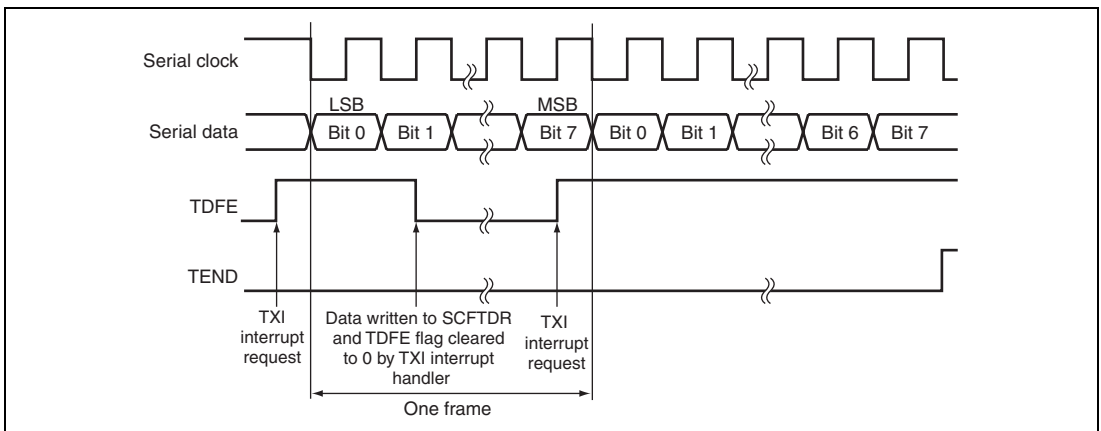 Serial clock
LSB
MSB
Serial data
Bit 0
Bit 1
Bit 7
Bit 0
Bit 1
Bit 6
Bit 7
TDFE
TEND
TXI
interrupt
request
Data written to SCFTDR
and TDFE flag cleared
to 0 by TXI interrupt
handler
TXI
interrupt
request
One frame